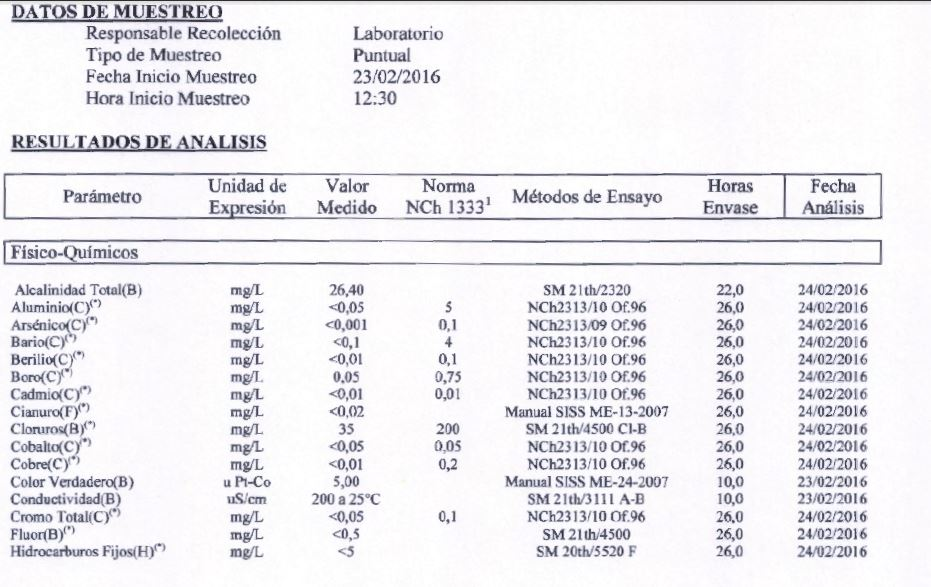 DATOS DE MUESTREO
Responsable Recolección Laboratorio
Tipo de Muestreo Puntual
Fecha Inicio Muestreo 23/02/2016
Hora Inicio Muestreo 12:30
RESULTADOS DE ANALISIS
Parámetro Unidad de Expresión Valor Medido Norma NCh 1333¹ Métodos de Ensayo Horas Envase Fecha Análisis
Físico-Químicos
Alcalinidad Total(B) mg/L 26,40 SM 21th/2320 22,0 24/02/2016
Aluminio(C)(*) mg/L <0,05 5 NCh2313/10 Of.96 26,0 24/02/2016
Arsénico(C)(*) mg/L <0,001 0,1 NCh2313/09 Of.96 26,0 24/02/2016
Bario(C)(*) mg/L <0,1 4 NCh2313/10 Of.96 26,0 24/02/2016
Berilio(C)(*) mg/L <0,01 0,1 NCh2313/10 Of.96 26,0 24/02/2016
Boro(C)(*) mg/L 0,05 0,75 NCh2313/10 Of.96 26,0 24/02/2016
Cadmio(C)(*) mg/L <0,01 0,01 NCh2313/10 Of.96 26,0 24/02/2016
Cianuro(F)(*) mg/L <0,02 Manual SISS ME-13-2007 26,0 24/02/2016
Cloruros(B)(*) mg/L 35 200 SM 21th/4500 Cl-B 26,0 24/02/2016
Cobalto(C)(*) mg/L <0,05 0,05 NCh2313/10 Of.96 26,0 24/02/2016
Cobre(C)(*) mg/L <0,01 0,2 NCh2313/10 Of.96 26,0 24/02/2016
Color Verdadero(B) u Pt-Co 5,00 Manual SISS ME-24-2007 10,0 23/02/2016
Conductividad(B) uS/cm 200 a 25°C SM 21th/3111 A-B 10,0 23/02/2016
Cromo Total(C)(*) mg/L <0,05 0,1 NCh2313/10 Of.96 26,0 24/02/2016
Fluor(B)(*) mg/L <0,5 SM 21th/4500 26,0 24/02/2016
Hidrocarburos Fijos(H)(*) mg/L <5 SM 20th/5520 F 26,0 24/02/2016